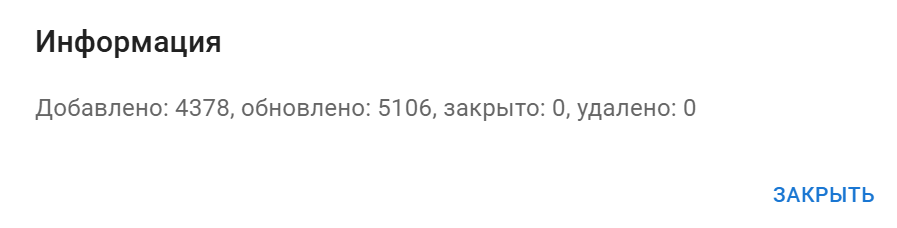 Информация
Добавлено: 4378, обновлено: 5106, закрыто: 0, удалено: 0
ЗАКРЫТЬ